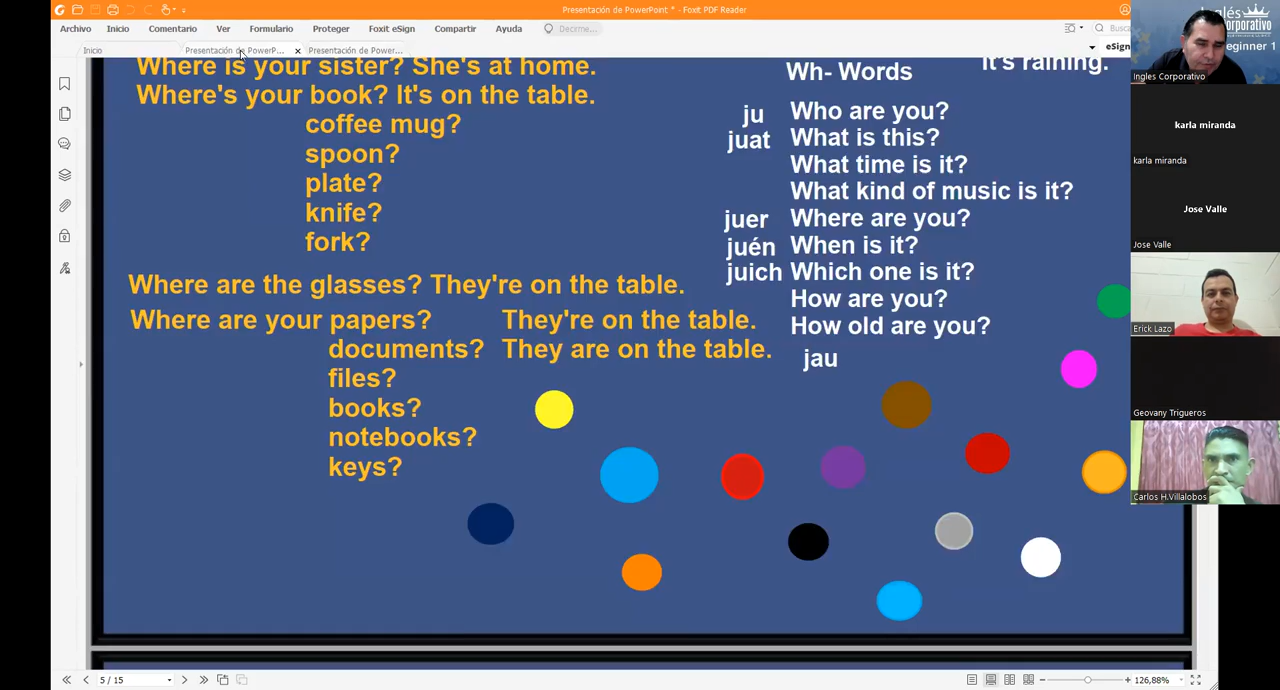 Presentación de PowerPoint * - Foxit PDF Reader
Archivo Inicio Comentario Ver Formulario Proteger Foxit eSign Compartir Ayuda Decirme...
Inicio Presentación de PowerP... × Presentación de Power... eSign
Where is your sister? She's at home.
Where's your book? It's on the table.
coffee mug?
spoon?
plate?
knife?
fork?
Where are the glasses? They're on the table.
Where are your papers? They're on the table.
documents? They are on the table.
files?
books?
notebooks?
keys?
It's raining.
Wh- Words
ju Who are you?
juat What is this?
What time is it?
What kind of music is it?
juer Where are you?
juén When is it?
juich Which one is it?
How are you?
How old are you?
jau
Inglés
Ingles Corporativo
karla miranda
karla miranda
Jose Valle
Jose Valle
Erick Lazo
Geovany Trigueros
Carlos H.Villalobos
5 / 15
126,88%